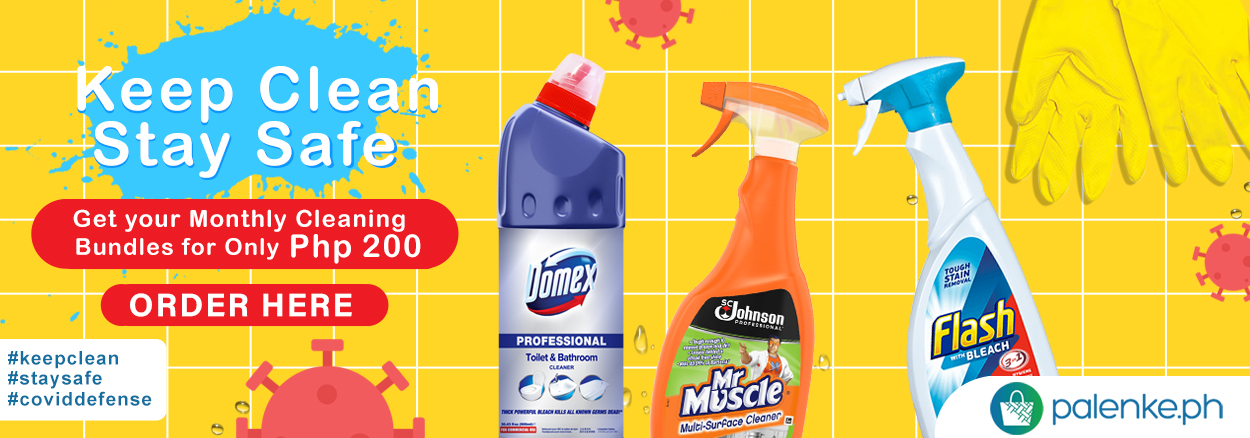 Keep Clean
Stay Safe
Get your Monthly Cleaning
Bundles for Only Php 200
ORDER HERE
#keepclean
#staysafe
#coviddefense
Domex
PROFESSIONAL
Toilet & Bathroom
CLEANER
THICK POWERFUL BLEACH KILLS ALL KNOWN GERMS DEAD!*
SC Johnson
PROFESSIONAL
Mr
Muscle
Multi-Surface Cleaner
TOUGH
STAIN
REMOVAL
Flash
WITH BLEACH
3in1
palenke.ph